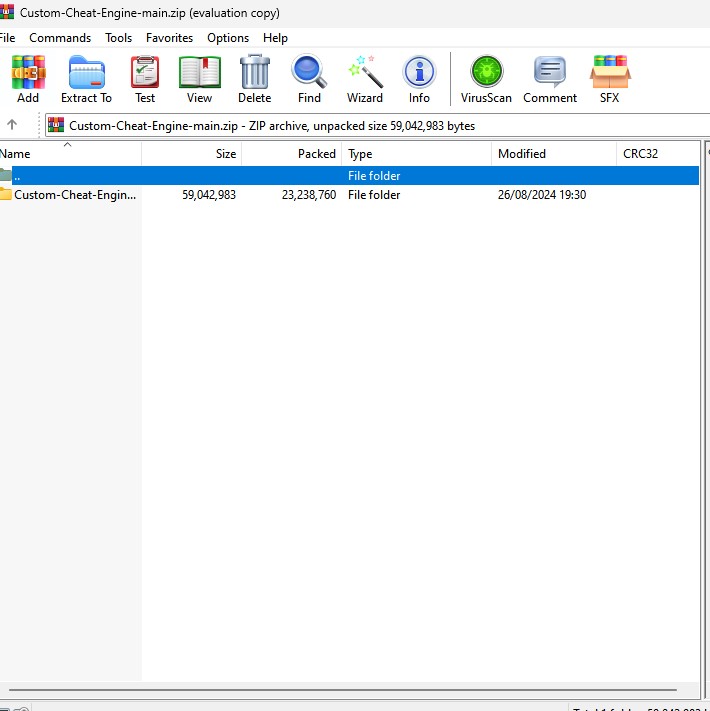 Custom-Cheat-Engine-main.zip (evaluation copy)
File Commands Tools Favorites Options Help
Add Extract To Test View Delete Find Wizard Info VirusScan Comment SFX
Custom-Cheat-Engine-main.zip - ZIP archive, unpacked size 59,042,983 bytes
Name Size Packed Type Modified CRC32
.. File folder
Custom-Cheat-Engin... 59,042,983 23,238,760 File folder 26/08/2024 19:30